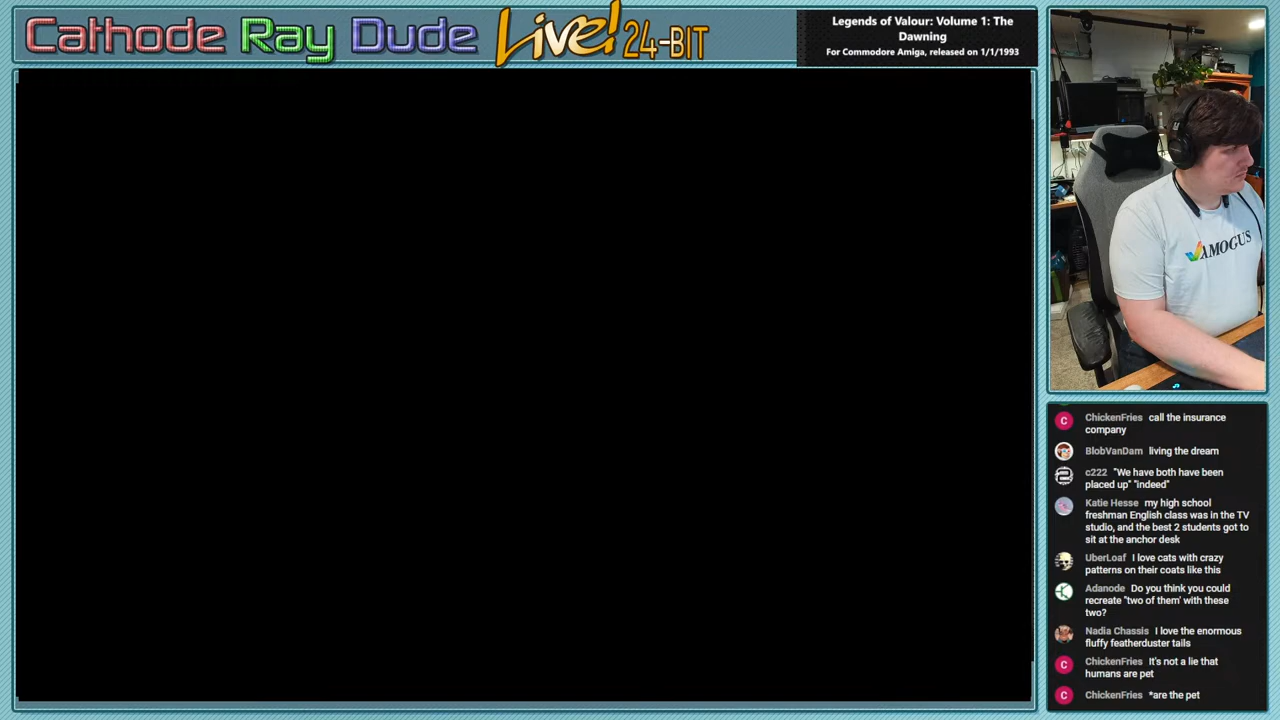 Cathode Ray Dude Live! 24-BIT
Legends of Valour: Volume 1: The
Dawning
For Commodore Amiga, released on 1/1/1993
AMOGUS
ChickenFries call the insurance
company
BlobVanDam living the dream
c222 "We have both have been
placed up" "indeed"
Katie Hesse my high school
freshman English class was in the TV
studio, and the best 2 students got to
sit at the anchor desk
UberLoaf I love cats with crazy
patterns on their coats like this
Adanode Do you think you could
recreate "two of them' with these
two?
Nadia Chassis I love the enormous
fluffy featherduster tails
C
ChickenFries It's not a lie that
humans are pet
C
ChickenFries *are the pet